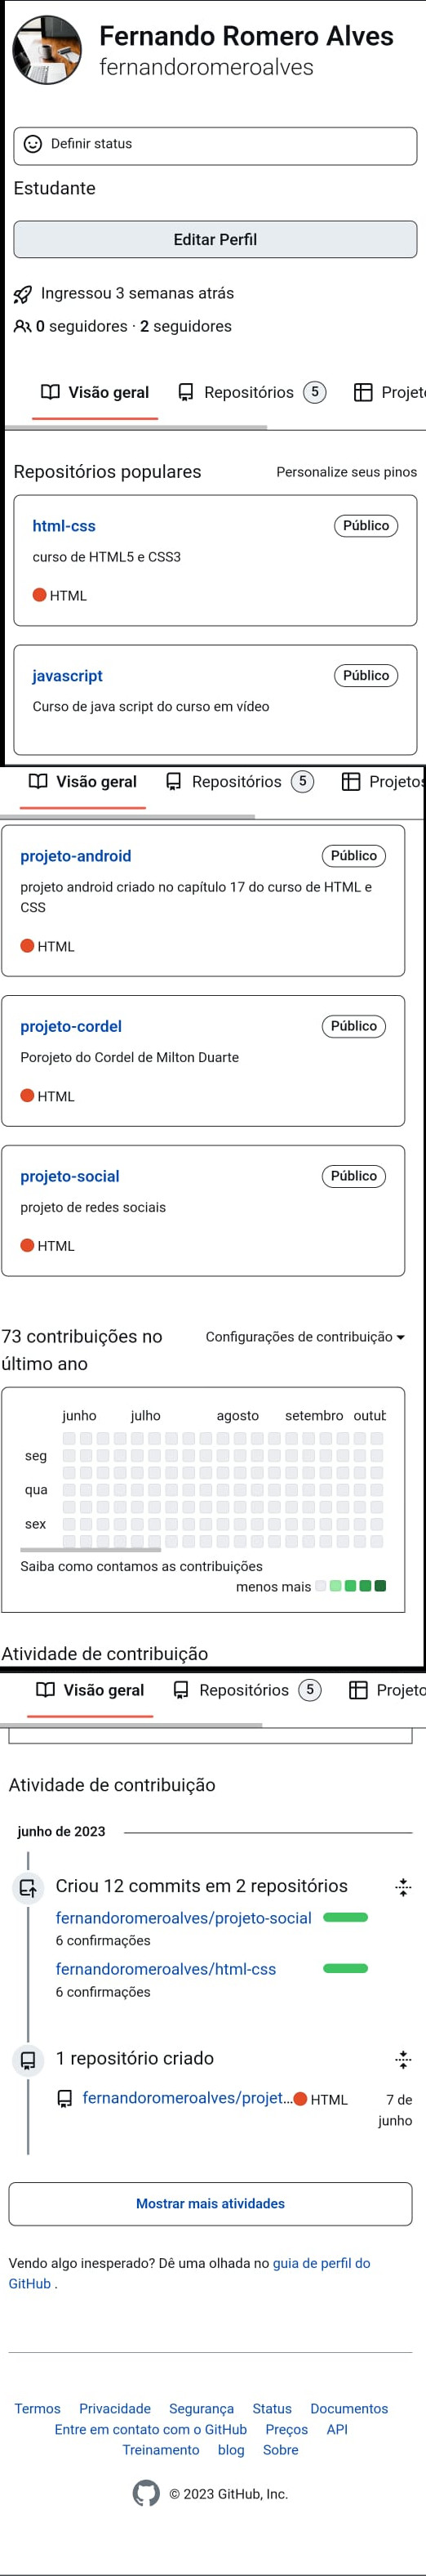 Fernando Romero Alves
fernandoromeroalves
Definir status
Estudante
Editar Perfil
Ingressou 3 semanas atrás
0 seguidores · 2 seguidores
Visão geral Repositórios 5 Projet
Repositórios populares Personalize seus pinos
html-css Público
curso de HTML5 e CSS3
HTML
javascript Público
Curso de java script do curso em vídeo
Visão geral Repositórios 5 Projetos
projeto-android Público
projeto android criado no capítulo 17 do curso de HTML e
CSS
HTML
projeto-cordel Público
Porojeto do Cordel de Milton Duarte
HTML
projeto-social Público
projeto de redes sociais
HTML
73 contribuições no Configurações de contribuição
último ano
junho julho agosto setembro outub
seg
qua
sex
Saiba como contamos as contribuições
menos mais
Atividade de contribuição
Visão geral Repositórios 5 Projeto
Atividade de contribuição
junho de 2023
Criou 12 commits em 2 repositórios
fernandoromeroalves/projeto-social
6 confirmações
fernandoromeroalves/html-css
6 confirmações
1 repositório criado
fernandoromeroalves/projet... HTML 7 de
junho
Mostrar mais atividades
Vendo algo inesperado? Dê uma olhada no guia de perfil do
GitHub .
Termos Privacidade Segurança Status Documentos
Entre em contato com o GitHub Preços API
Treinamento blog Sobre
© 2023 GitHub, Inc.